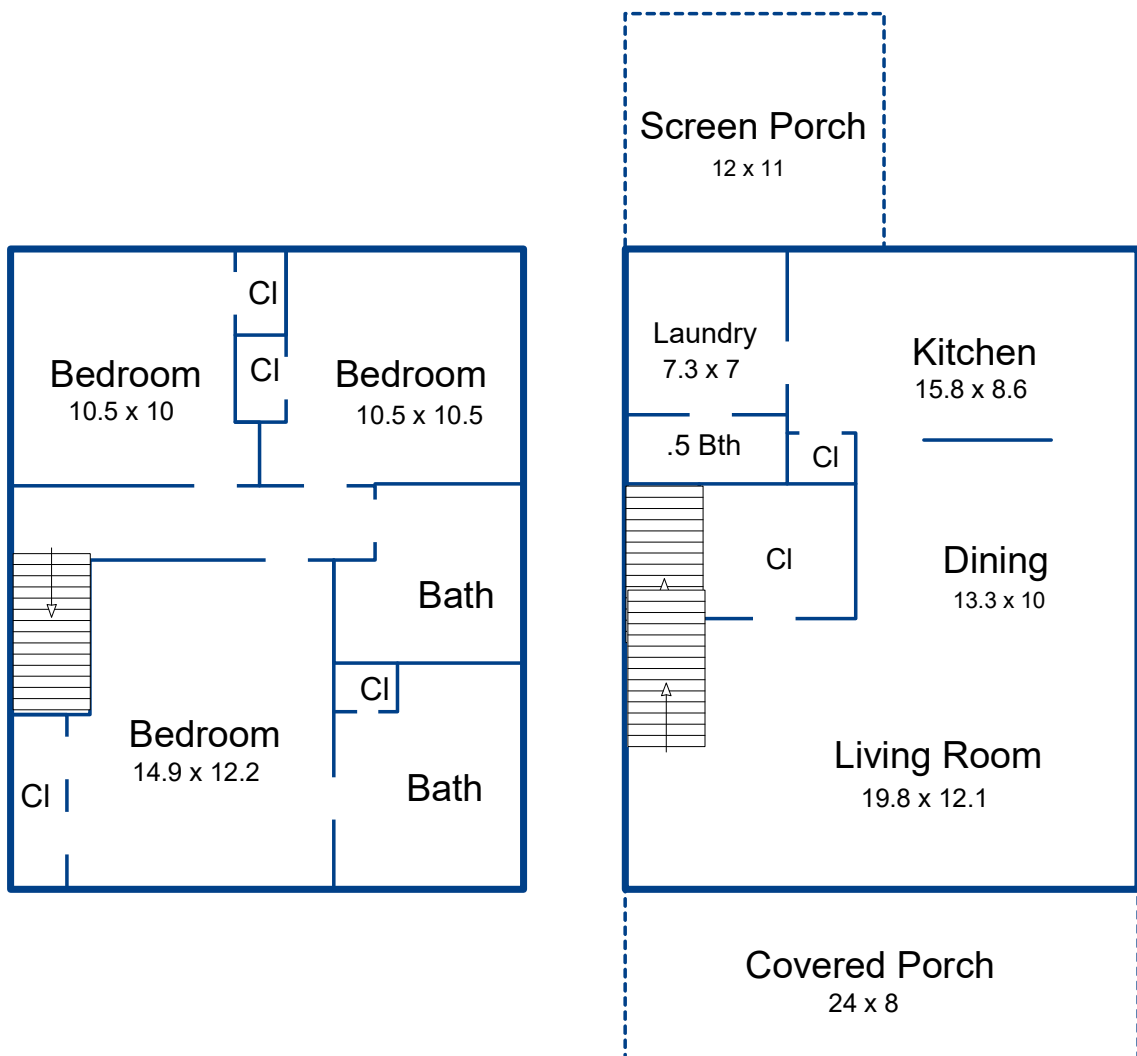 Screen Porch
12 x 11
Cl
Cl
Bedroom
10.5 x 10
Bedroom
10.5 x 10.5
Bath
Cl
Bedroom
14.9 x 12.2
Cl
Bath
Laundry
7.3 x 7
Kitchen
15.8 x 8.6
.5 Bth
Cl
Cl
Dining
13.3 x 10
Living Room
19.8 x 12.1
Covered Porch
24 x 8